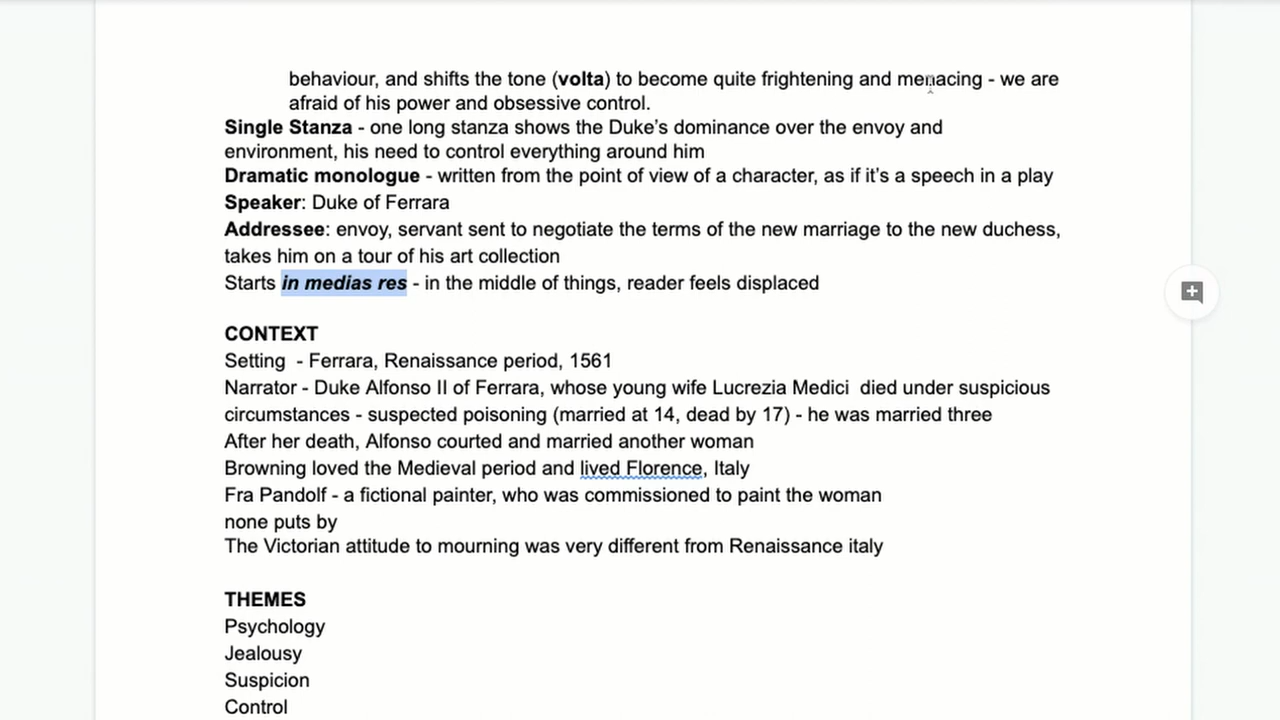 behaviour, and shifts the tone (volta) to become quite frightening and menacing - we are
afraid of his power and obsessive control.
Single Stanza - one long stanza shows the Duke's dominance over the envoy and
environment, his need to control everything around him
Dramatic monologue - written from the point of view of a character, as if it's a speech in a play
Speaker: Duke of Ferrara
Addressee: envoy, servant sent to negotiate the terms of the new marriage to the new duchess,
takes him on a tour of his art collection
Starts in medias res - in the middle of things, reader feels displaced
CONTEXT
Setting  - Ferrara, Renaissance period, 1561
Narrator - Duke Alfonso II of Ferrara, whose young wife Lucrezia Medici  died under suspicious
circumstances - suspected poisoning (married at 14, dead by 17) - he was married three
After her death, Alfonso courted and married another woman
Browning loved the Medieval period and lived Florence, Italy
Fra Pandolf - a fictional painter, who was commissioned to paint the woman
none puts by
The Victorian attitude to mourning was very different from Renaissance italy
THEMES
Psychology
Jealousy
Suspicion
Control